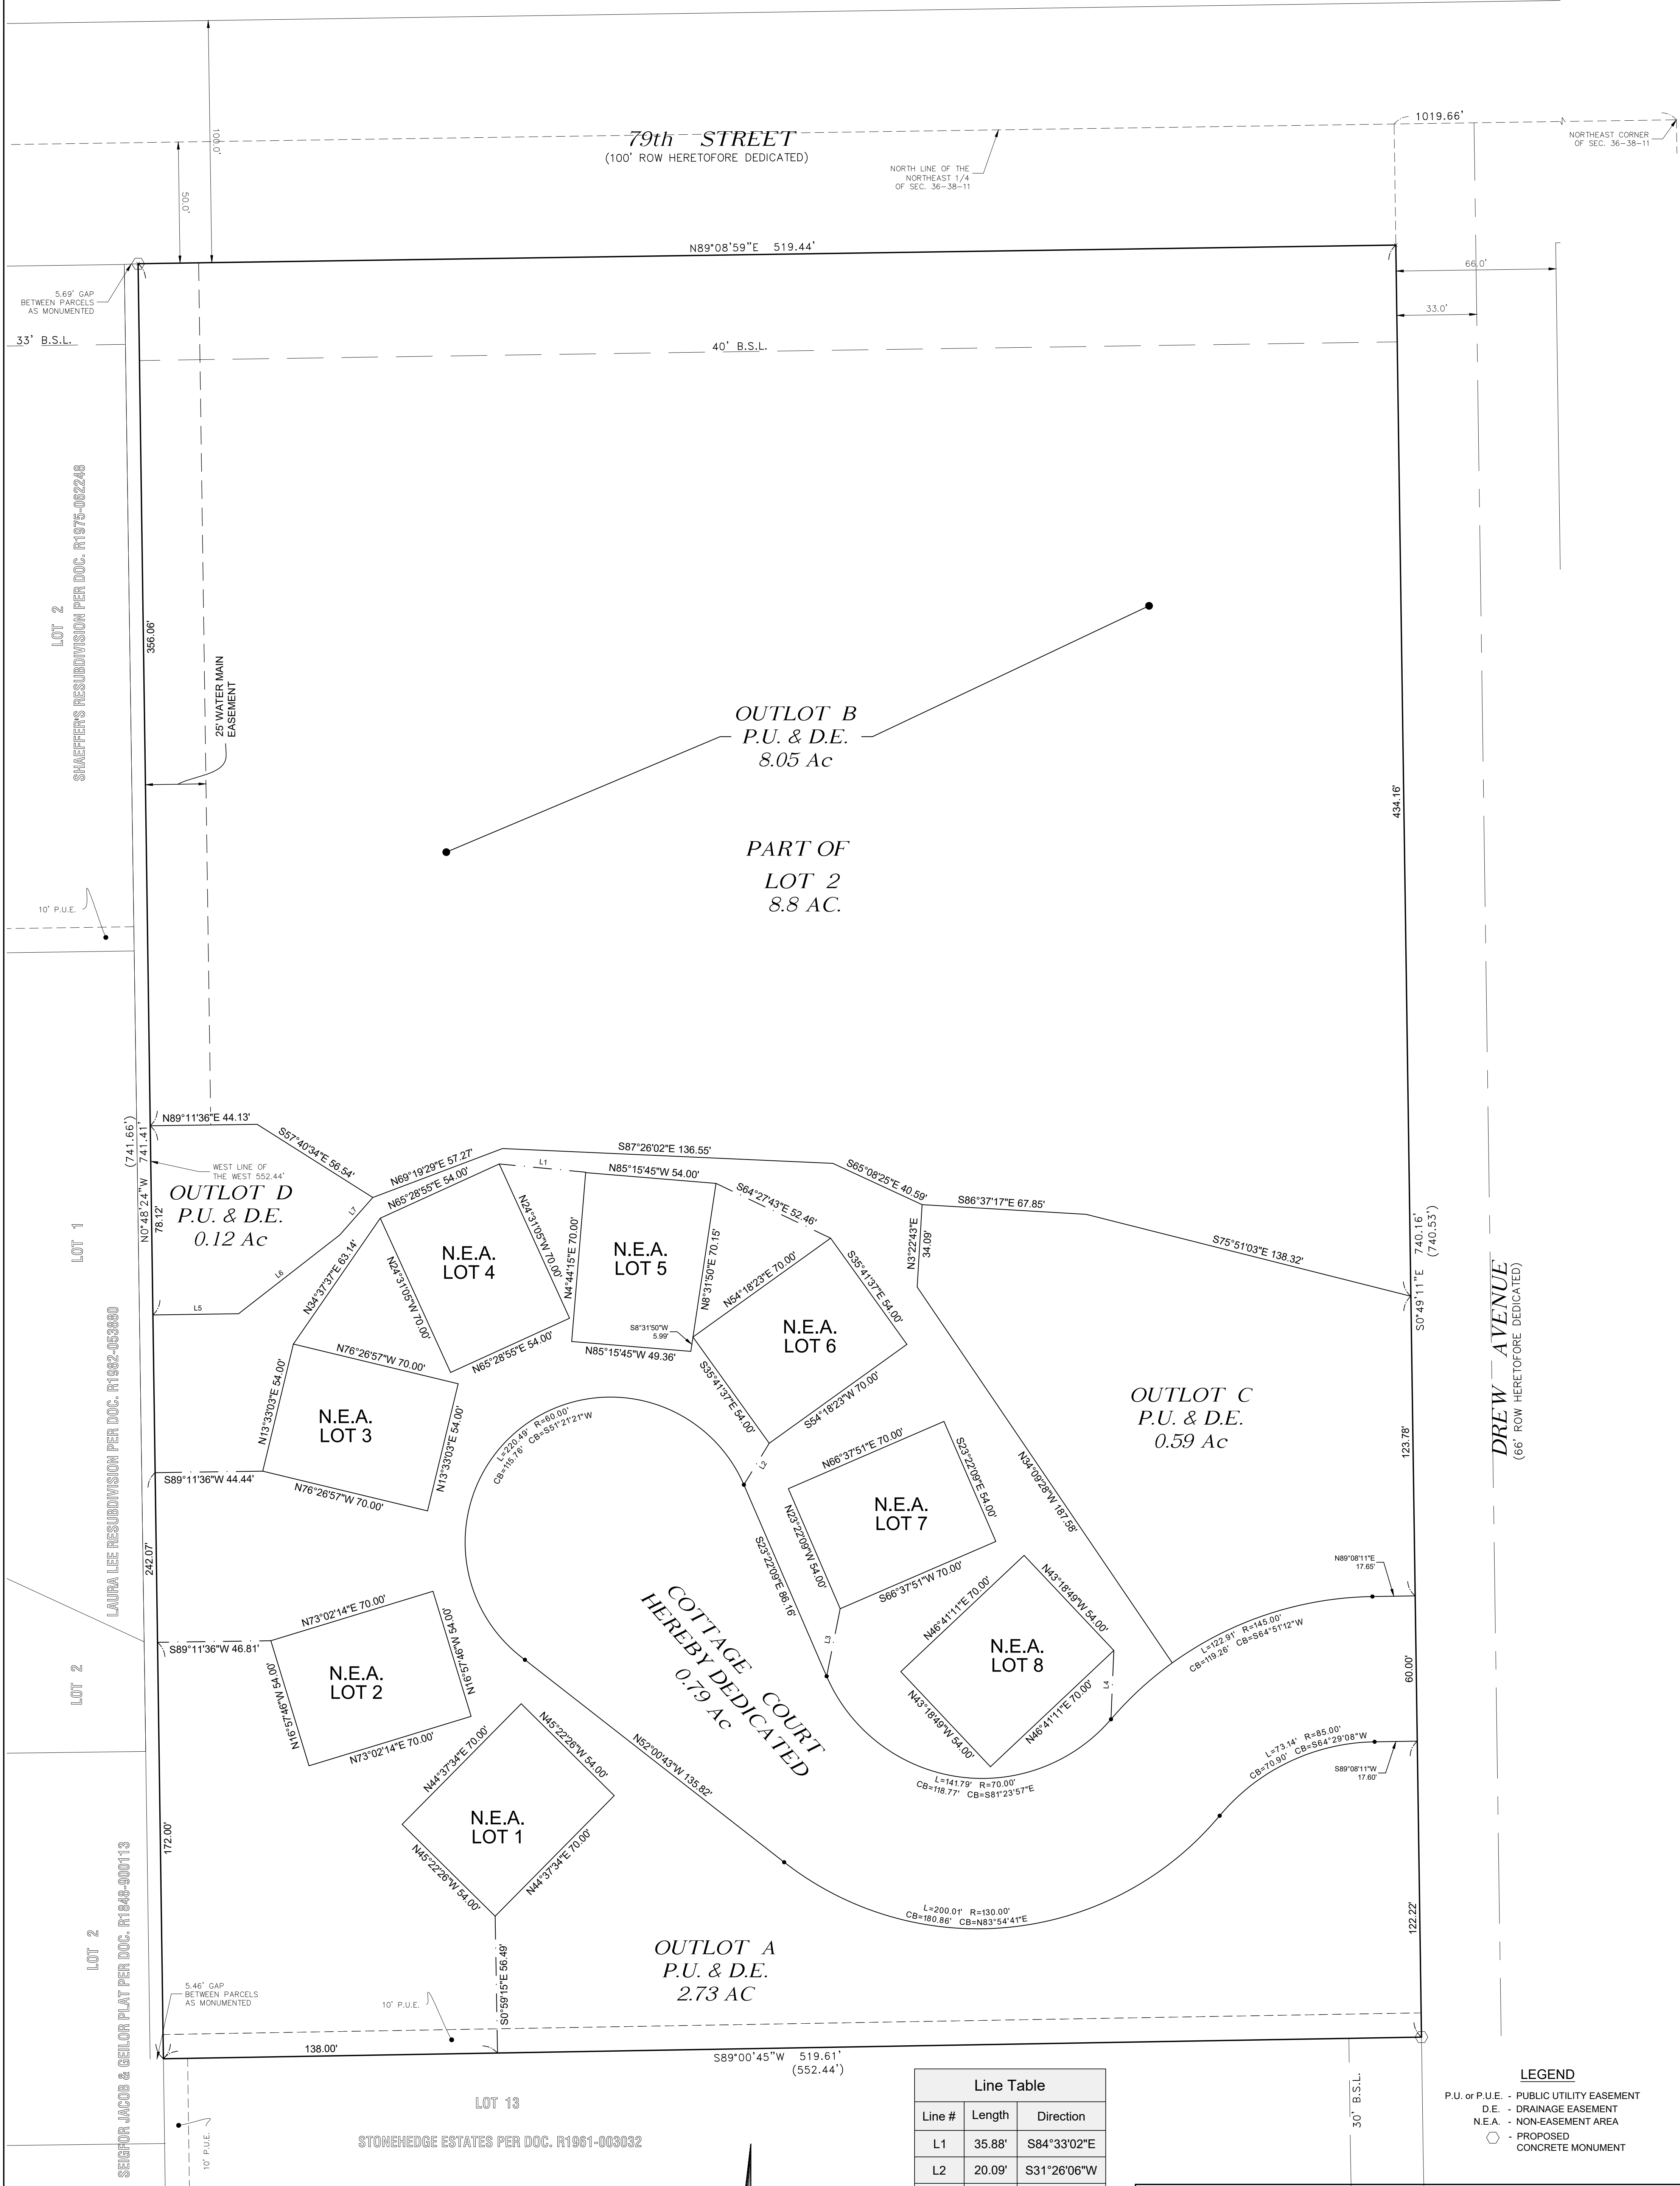 79th STREET
(100' ROW HERETOFORE DEDICATED)
NORTH LINE OF THE
NORTHEAST 1/4
OF SEC. 36-38-11
1019.66'
NORTHEAST CORNER
OF SEC. 36-38-11
100.0'
50.0'
N89°08'59"E 519.44'
66.0'
33.0'
5.69' GAP
BETWEEN PARCELS
AS MONUMENTED
33' B.S.L.
40' B.S.L.
LOT 2
SHAEFFER'S RESUBDIVISION PER DOC. R1975-062248
356.06'
25' WATER MAIN
EASEMENT
OUTLOT B
P.U. & D.E.
8.05 Ac
PART OF
LOT 2
8.8 AC.
434.16'
10' P.U.E.
N89°11'36"E 44.13'
S57°40'34"E 56.54'
(741.66')
N0°48'24"W 741.41'
78.12'
WEST LINE OF
THE WEST 552.44'
OUTLOT D
P.U. & D.E.
0.12 Ac
L7
L6
L5
N69°19'29"E 57.27'
N65°28'55"E 54.00'
L1
S87°26'02"E 136.55'
N85°15'45"W 54.00'
S64°27'43"E 52.46'
S65°08'25"E 40.59'
S86°37'17"E 67.85'
S75°51'03"E 138.32'
N3°22'43"E
34.09'
S0°49'11"E 740.16'
(740.53')
DREW AVENUE
(66' ROW HERETOFORE DEDICATED)
LOT 1
LAURA LEE RESUBDIVISION PER DOC. R1982-053880
N34°37'37"E 63.14'
N24°31'05"W 70.00'
N.E.A.
LOT 4
N24°31'05"W 70.00'
N65°28'55"E 54.00'
N4°44'15"E 70.00'
N.E.A.
LOT 5
N8°31'50"E 70.15'
S8°31'50"W
5.99'
N85°15'45"W 49.36'
N54°18'23"E 70.00'
S35°41'37"E 54.00'
N.E.A.
LOT 6
S35°41'37"E 54.00'
S54°18'23"W 70.00'
N76°26'57"W 70.00'
N13°33'03"E 54.00'
N.E.A.
LOT 3
N13°33'03"E 54.00'
N76°26'57"W 70.00'
S89°11'36"W 44.44'
L=220.49' R=60.00'
CB=115.76' CB=S51°21'21"W
L2
OUTLOT C
P.U. & D.E.
0.59 Ac
123.78'
N66°37'51"E 70.00'
S23°22'09"E 54.00'
N.E.A.
LOT 7
N23°22'09"W 54.00'
S66°37'51"W 70.00'
N34°09'28"W 187.58'
S23°22'09"E 86.16'
L3
242.07'
N89°08'11"E
17.65'
L=122.91' R=145.00'
CB=119.26' CB=S64°51'12"W
N46°41'11"E 70.00'
N43°18'49"W 54.00'
N.E.A.
LOT 8
N43°18'49"W 54.00'
N46°41'11"E 70.00'
L4
60.00'
COTTAGE COURT
HEREBY DEDICATED
0.79 Ac
N73°02'14"E 70.00'
S89°11'36"W 46.81'
N16°57'46"W 54.00'
N.E.A.
LOT 2
N16°57'46"W 54.00'
N73°02'14"E 70.00'
LOT 2
N52°00'43"W 135.82'
L=141.79' R=70.00'
CB=118.77' CB=S81°23'57"E
L=73.14' R=85.00'
CB=70.90' CB=S64°29'08"W
S89°08'11"W
17.60'
N44°37'34"E 70.00'
N45°22'26"W 54.00'
N.E.A.
LOT 1
N45°22'26"W 54.00'
N44°37'34"E 70.00'
172.00'
L=200.01' R=130.00'
CB=180.86' CB=N83°54'41"E
122.22'
LOT 2
SEIGFOR JACOB & GEILOR PLAT PER DOC. R1848-900113
OUTLOT A
P.U. & D.E.
2.73 AC
S0°59'15"E 56.49'
5.46' GAP
BETWEEN PARCELS
AS MONUMENTED
10' P.U.E.
138.00'
S89°00'45"W 519.61'
(552.44')
LOT 13
STONEHEDGE ESTATES PER DOC. R1961-003032
10' P.U.E.
30' B.S.L.
Line Table
Line # Length Direction
L1 35.88' S84°33'02"E
L2 20.09' S31°26'06"W
LEGEND
P.U. or P.U.E. - PUBLIC UTILITY EASEMENT
D.E. - DRAINAGE EASEMENT
N.E.A. - NON-EASEMENT AREA
- PROPOSED
CONCRETE MONUMENT